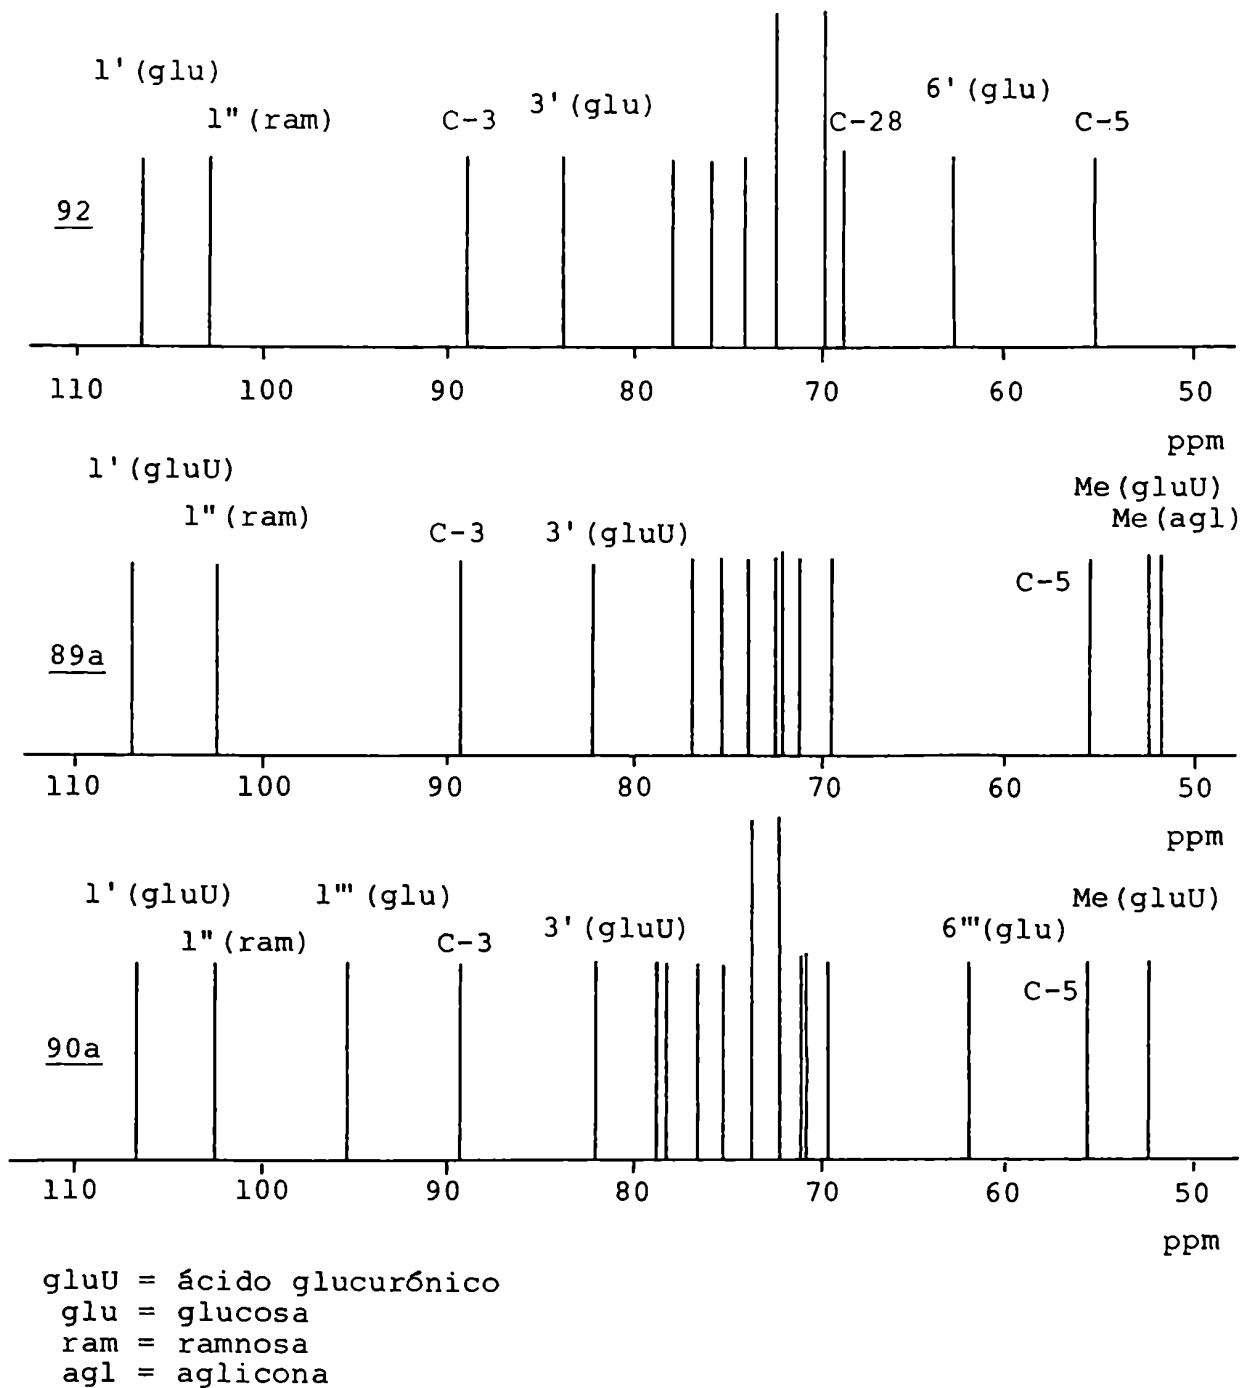 1'(glu)
1"(ram)
C-3
3'(glu)
C-28
6'(glu)
C-5
92
110 100 90 80 70 60 50
ppm
1'(gluU)
1"(ram)
C-3
3'(gluU)
C-5
Me(gluU)
Me(agl)
89a
110 100 90 80 70 60 50
ppm
1'(gluU)
1"(ram)
1'''(glu)
C-3
3'(gluU)
6'''(glu)
C-5
Me(gluU)
90a
110 100 90 80 70 60 50
ppm
gluU = ácido glucurónico
glu = glucosa
ram = ramnosa
agl = aglicona